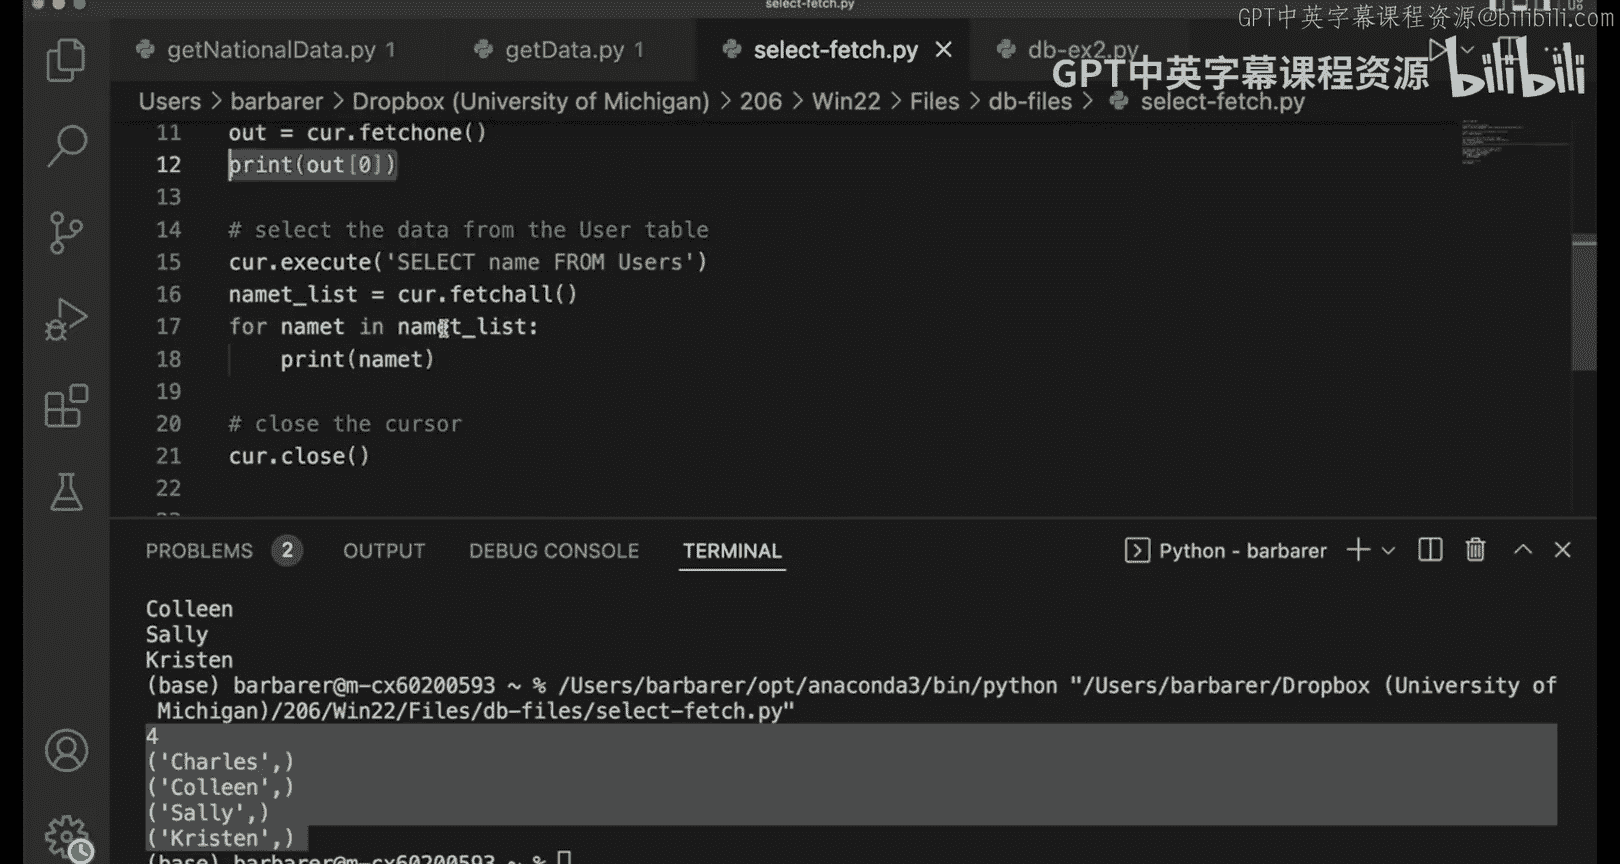 select-fetch.py
GPT中英字幕课程资源@bilibili.com
getNationalData.py 1 getData.py 1 select-fetch.py db-ex2.py
GPT中英字幕课程资源 bilibili
Users > barbarer > Dropbox (University of Michigan) > 206 > Win22 > Files > db-files > select-fetch.py
11 out = cur.fetchone()
12 print(out[0])
13
14 # select the data from the User table
15 cur.execute('SELECT name FROM Users')
16 namet_list = cur.fetchall()
17 for namet in namet_list:
18 print(namet)
19
20 # close the cursor
21 cur.close()
22
PROBLEMS 2 OUTPUT DEBUG CONSOLE TERMINAL Python - barbarer
Colleen
Sally
Kristen
(base) barbarer@m-cx60200593 ~ % /Users/barbarer/opt/anaconda3/bin/python "/Users/barbarer/Dropbox (University of
Michigan)/206/Win22/Files/db-files/select-fetch.py"
4
('Charles',)
('Colleen',)
('Sally',)
('Kristen',)
(base) barbarer@m-cx60200593 ~ %